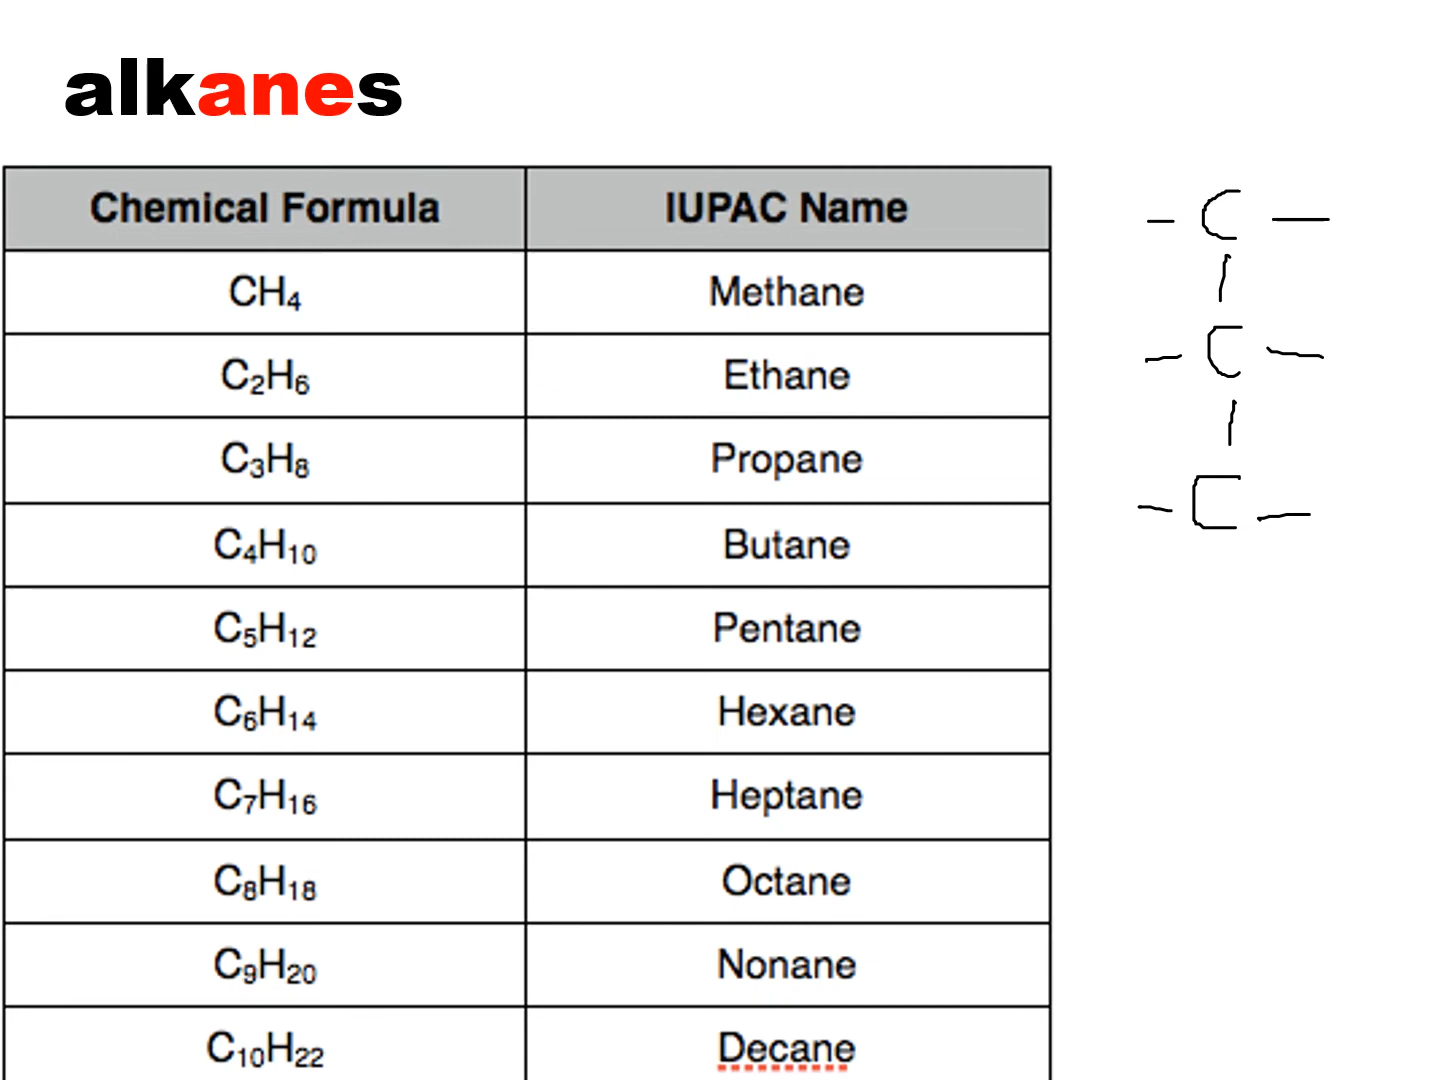 alkanes
Chemical Formula IUPAC Name
CH₄ Methane
C₂H₆ Ethane
C₃H₈ Propane
C₄H₁₀ Butane
C₅H₁₂ Pentane
C₆H₁₄ Hexane
C₇H₁₆ Heptane
C₈H₁₈ Octane
C₉H₂₀ Nonane
C₁₀H₂₂ Decane
– C –
|
– C –
|
– C –